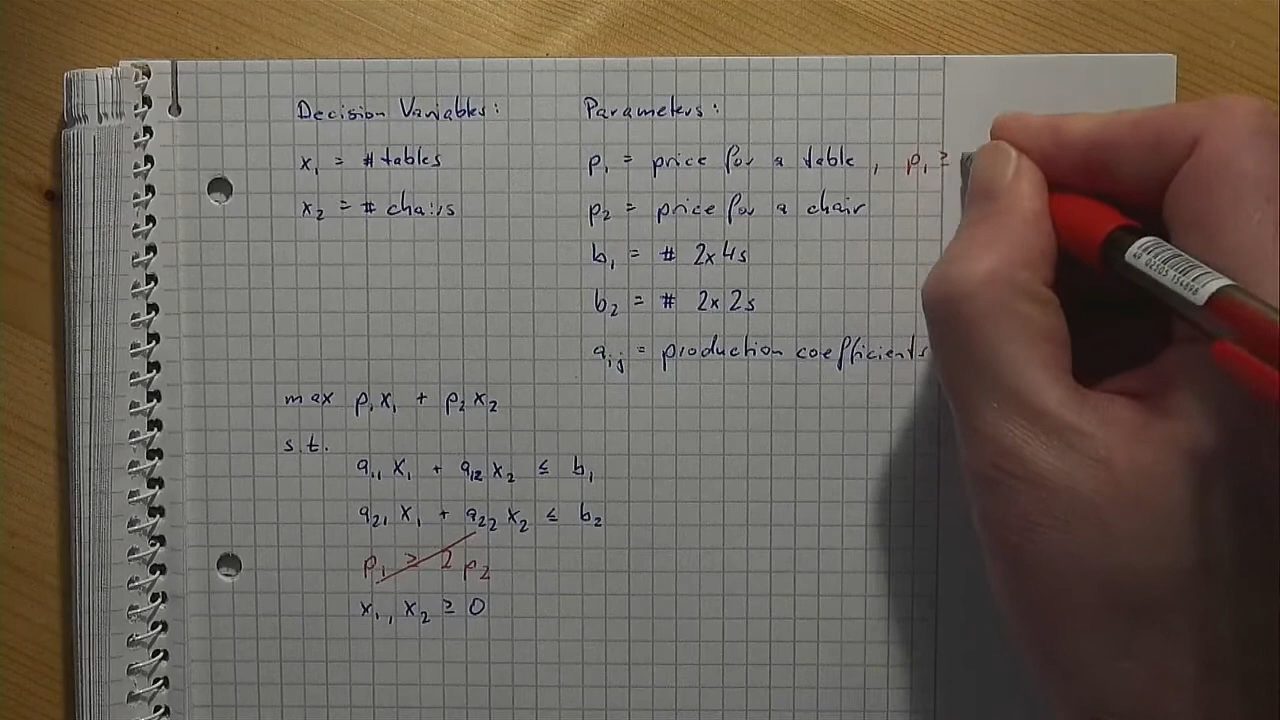 Decision Variables:
x₁ = # tables
x₂ = # chairs
Parameters:
p₁ = price for a table , p₁ ≥
p₂ = price for a chair
b₁ = # 2x4s
b₂ = # 2x2s
aᵢⱼ = production coefficients
max p₁x₁ + p₂x₂
s.t.
a₁₁ x₁ + a₁₂ x₂ ≤ b₁
a₂₁ x₁ + a₂₂ x₂ ≤ b₂
p₁ ≥ 2 p₂
x₁, x₂ ≥ 0